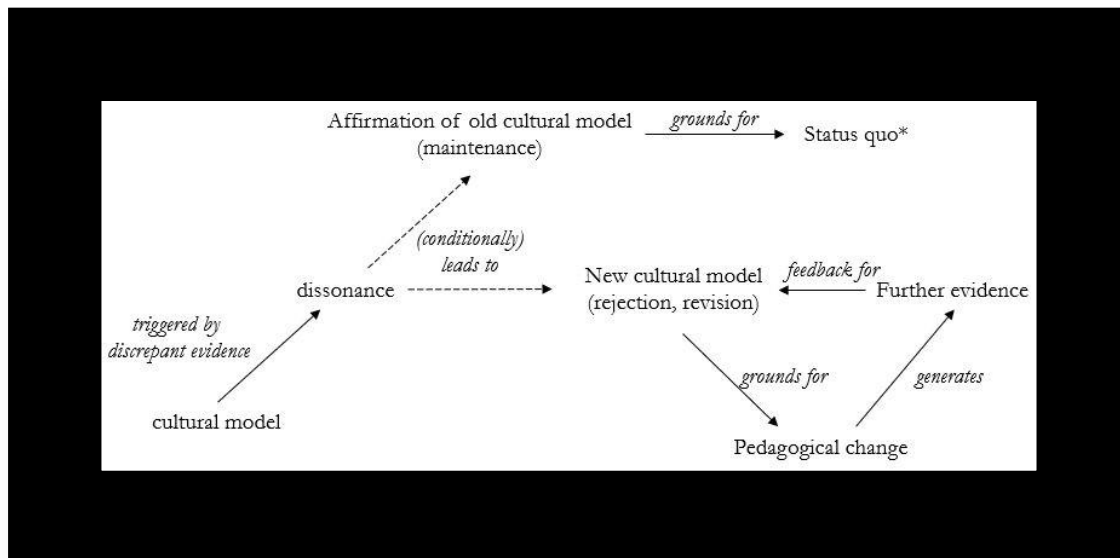 Affirmation of old cultural model
(maintenance)
grounds for
Status quo*
(conditionally)
leads to
dissonance
New cultural model
(rejection, revision)
feedback for
Further evidence
triggered by
discrepant evidence
grounds for
generates
cultural model
Pedagogical change